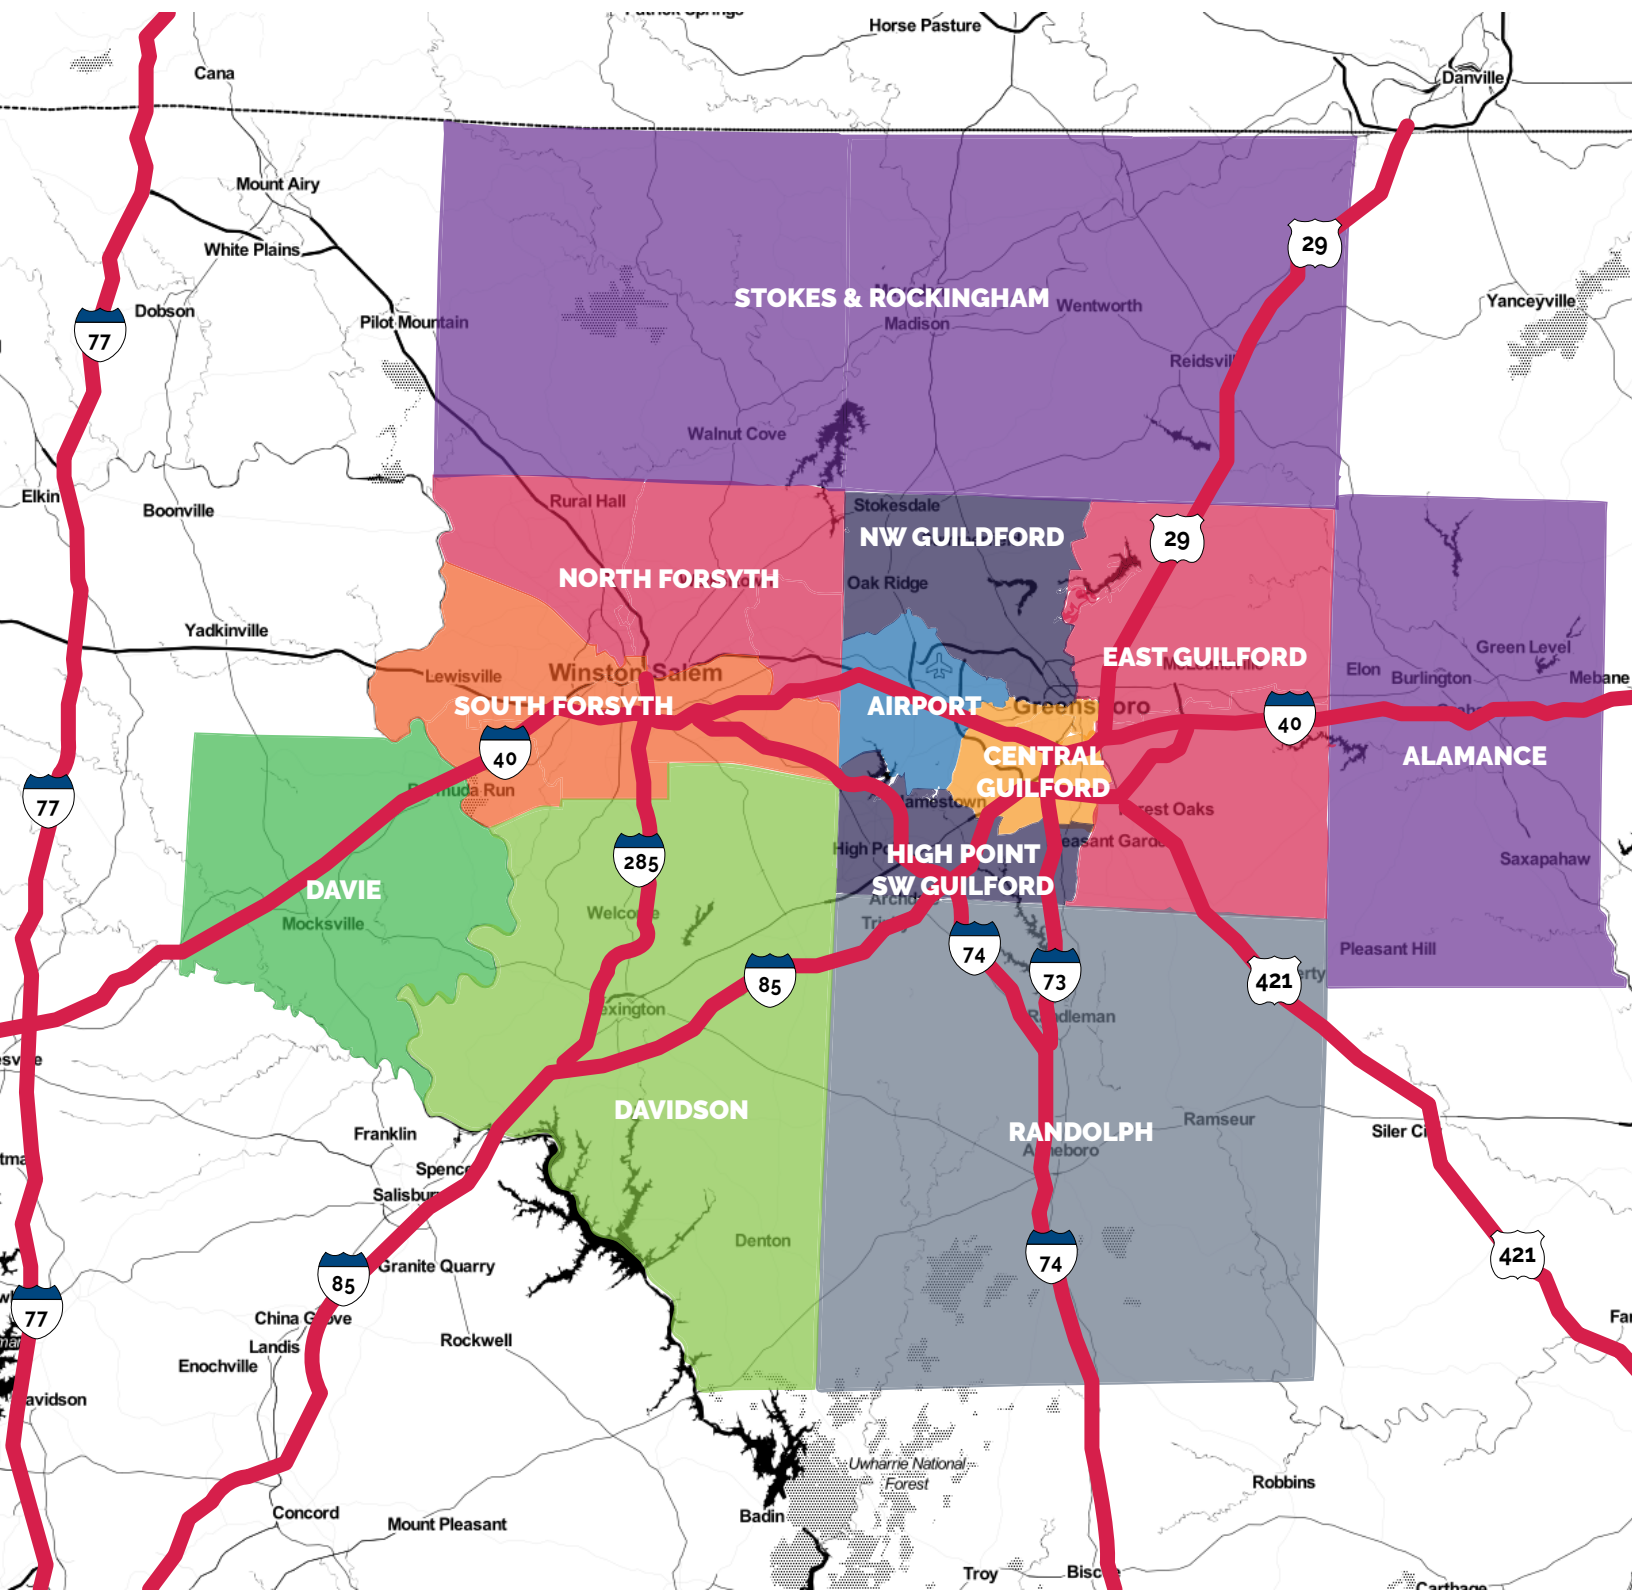 Horse Pasture
Cana
Danville
Mount Airy
White Plains
29
STOKES & ROCKINGHAM
Wentworth
Yanceyville
Dobson
Pilot Mountain
Madison
77
Walnut Cove
Elkin
Boonville
Rural Hall
Stokesdale
NW GUILDFORD
29
NORTH FORSYTH
Oak Ridge
Yadkinville
Green Level
EAST GUILFORD
Elon
Burlington
Mebane
Lewisville
Winston Salem
SOUTH FORSYTH
AIRPORT
40
40
CENTRAL
GUILFORD
ALAMANCE
77
285
HIGH POINT
SW GUILFORD
Saxapahaw
DAVIE
Mocksville
Pleasant Hill
74
73
85
421
RANDOLPH
DAVIDSON
Ramseur
Franklin
Denton
74
421
Granite Quarry
85
77
Landis
Enochville
Rockwell
Uwharrie National
Forest
Robbins
Concord
Mount Pleasant
Badin
Troy